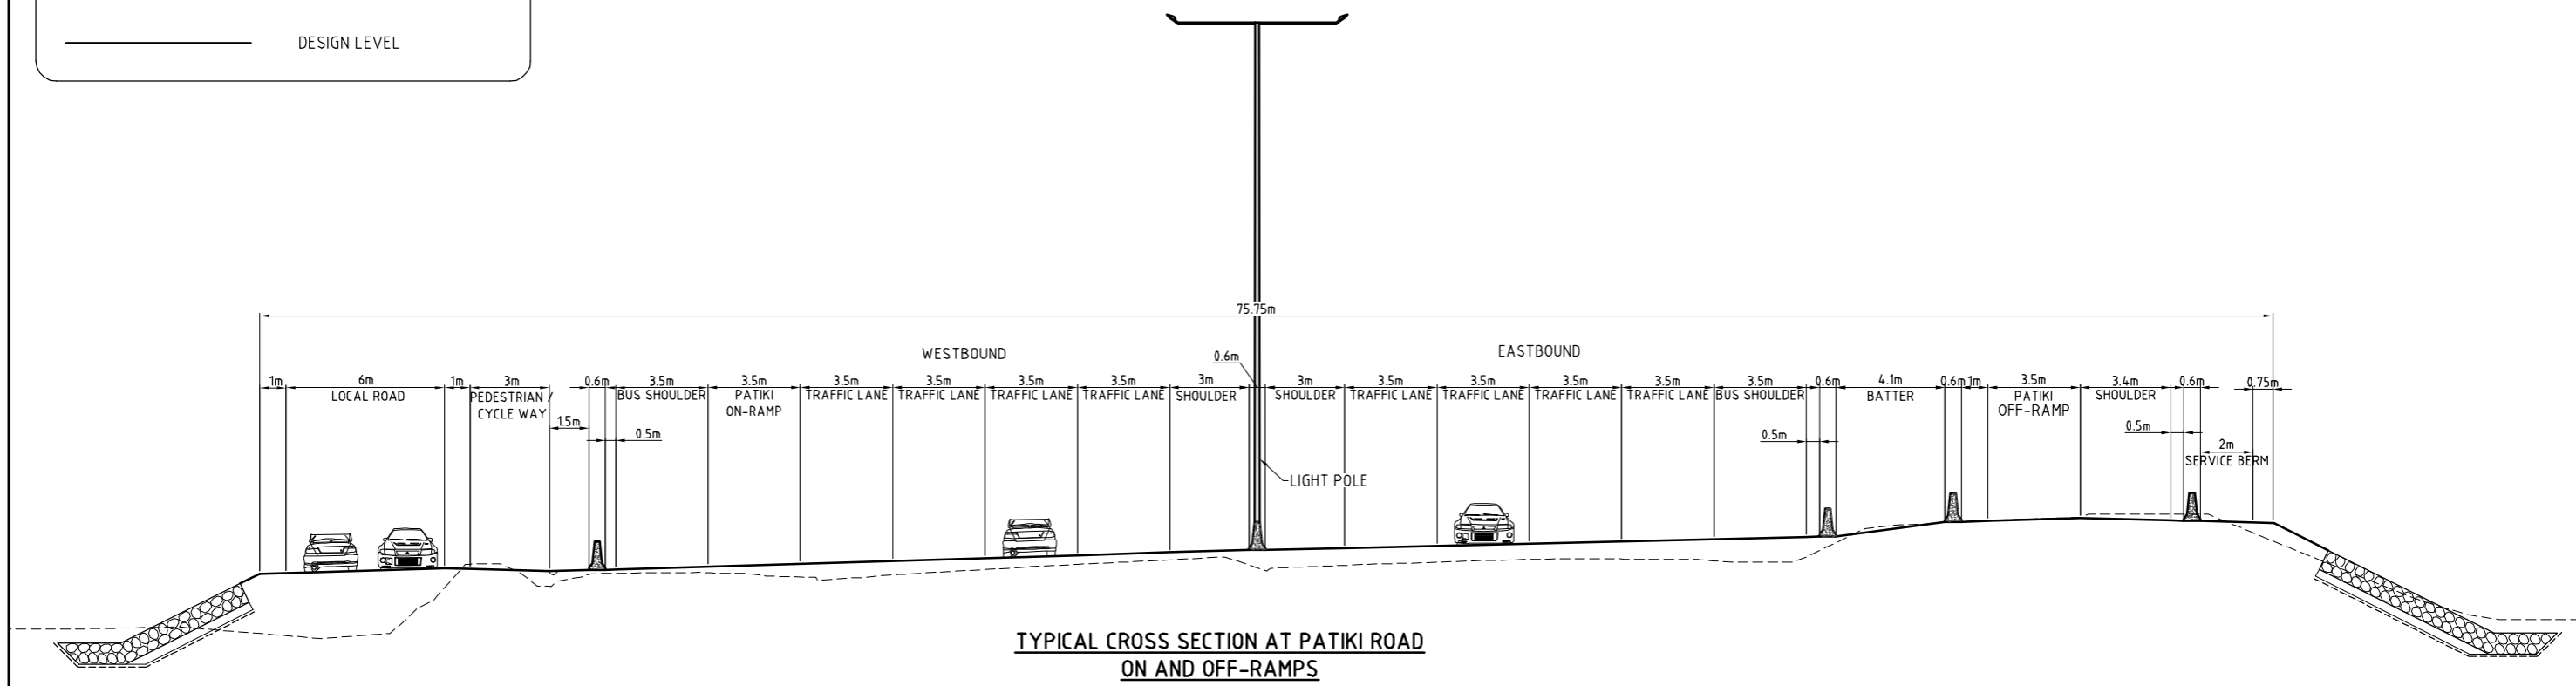 DESIGN LEVEL
75.75m
WESTBOUND
EASTBOUND
0.6m
1m 6m 1m 3m 0.6m 3.5m 3.5m 3.5m 3.5m 3.5m 3.5m 3m 3m 3.5m 3.5m 3.5m 3.5m 3.5m 0.6m 4.1m 0.6m 1m 3.5m 3.4m 0.6m 0.75m
LOCAL ROAD PEDESTRIAN / BUS SHOULDER PATIKI TRAFFIC LANE TRAFFIC LANE TRAFFIC LANE TRAFFIC LANE SHOULDER SHOULDER TRAFFIC LANE TRAFFIC LANE TRAFFIC LANE TRAFFIC LANE BUS SHOULDER BATTER PATIKI SHOULDER
CYCLE WAY ON-RAMP OFF-RAMP
1.5m 0.5m 0.5m 0.5m
2m
SERVICE BERM
LIGHT POLE
TYPICAL CROSS SECTION AT PATIKI ROAD
ON AND OFF-RAMPS